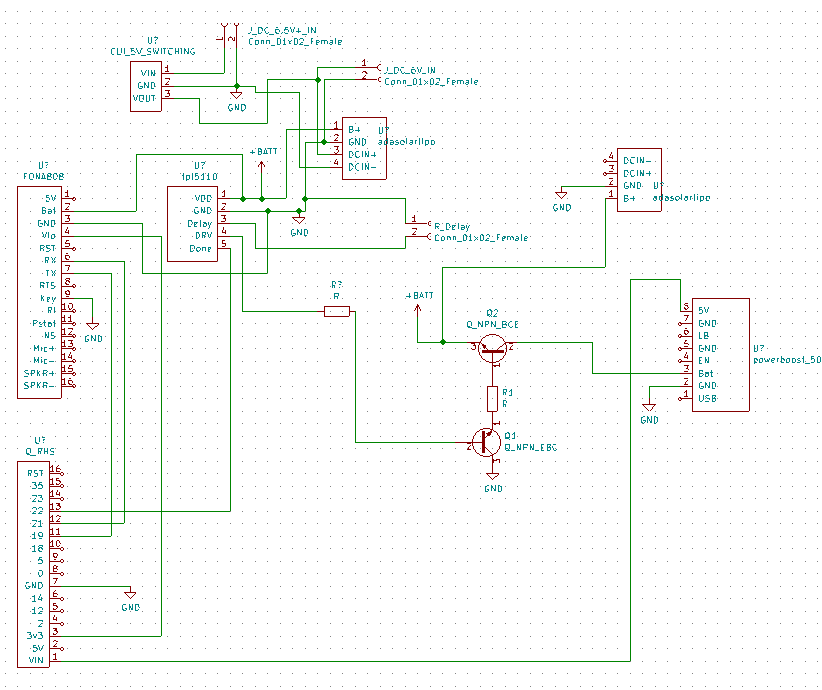 J_DC_6.5V+_IN
Conn_01x02_Female
1
2
U?
CUI_5V_SWITCHING
VIN 1
GND 2
VOUT 3
GND
1
2
J_DC_6V_IN
Conn_01x02_Female
1 B+
2 GND
3 DCIN+
4 DCIN-
U?
adasolarlipo
+BATT
U?
FONA808
5V 1
Bat 2
GND 3
Vio 4
RST 5
RX 6
TX 7
RTS 8
Key 9
RI 10
Pstat 11
NS 12
Mic+ 13
Mic- 14
SPKR+ 15
SPKR- 16
GND
U?
tpl5110
VDD 1
GND 2
Delay 3
DRV 4
Done 5
GND
1
2
R_Delay
Conn_01x02_Female
4 DCIN-
3 DCIN+
2 GND
1 B+
U?
adasolarlipo
GND
R?
R
+BATT
Q2
Q_NPN_BCE
3
2
1
R1
R
Q1
Q_NPN_EBC
1
2
3
GND
8 5V
7 GND
6 LB
5 GND
4 EN
3 Bat
2 GND
1 USB
U?
powerboost_50
GND
U?
Q_RHS
RST 16
35 15
23 14
22 13
21 12
19 11
18 10
5 9
0 8
GND 7
14 6
12 5
2 4
3v3 3
5V 2
VIN 1
GND